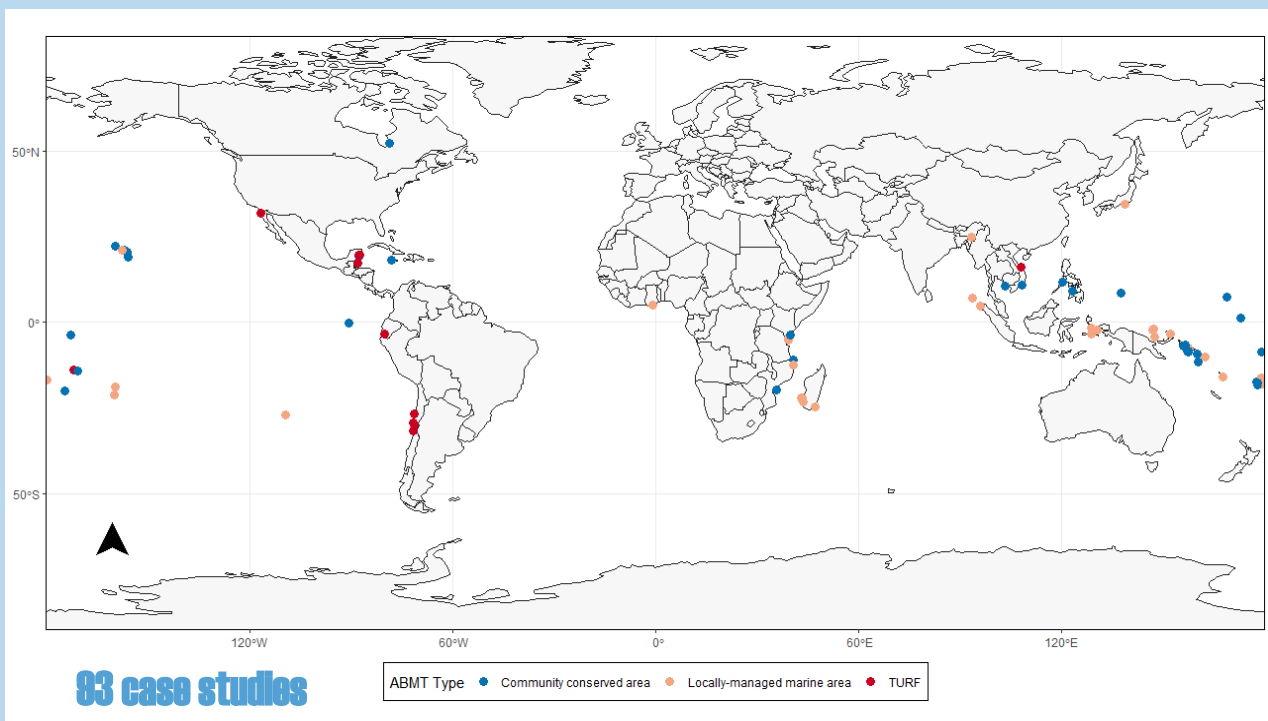 50°N
0°
50°S
120°W
60°W
0°
60°E
120°E
93 case studies
ABMT Type Community conserved area Locally-managed marine area TURF